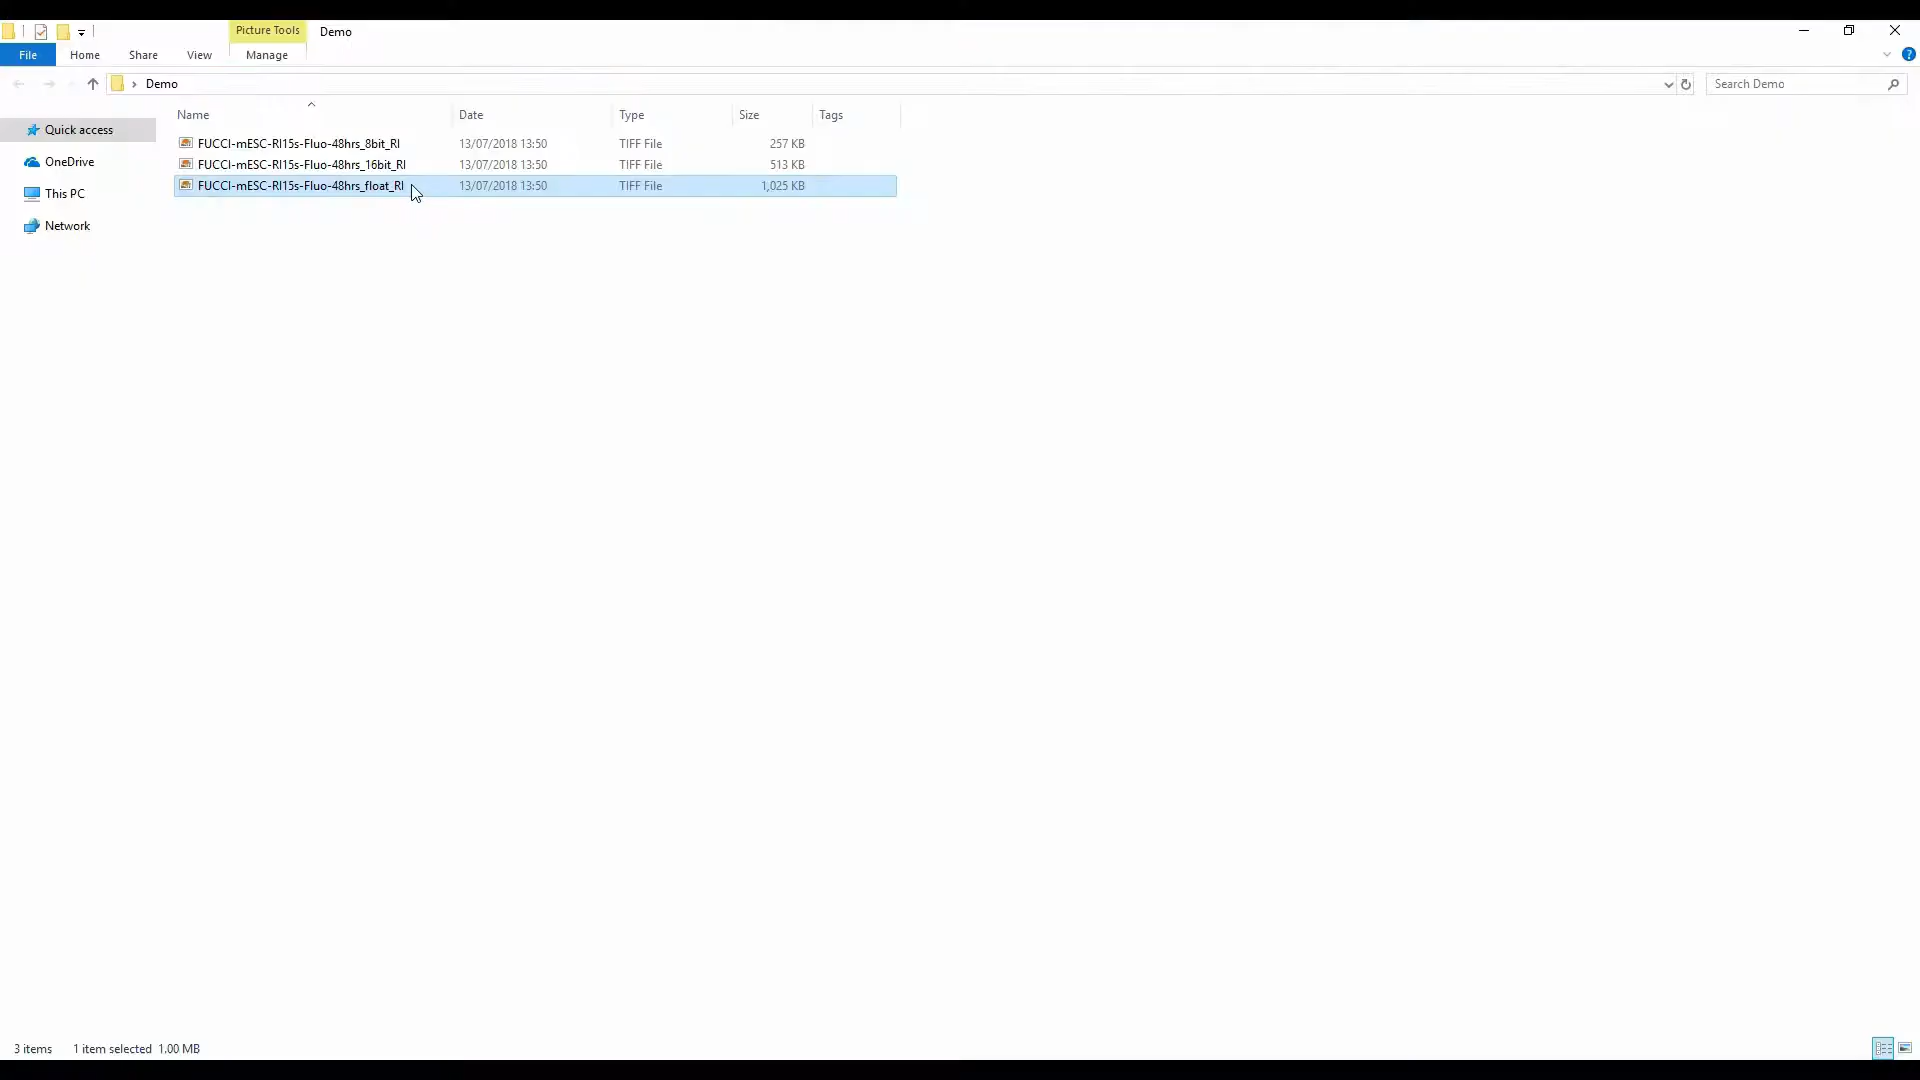 Picture Tools
Demo
File
Home
Share
View
Manage
?
Demo
Search Demo
Quick access
OneDrive
This PC
Network
Name
Date
Type
Size
Tags
FUCCI-mESC-RI15s-Fluo-48hrs_8bit_RI 13/07/2018 13:50 TIFF File 257 KB
FUCCI-mESC-RI15s-Fluo-48hrs_16bit_RI 13/07/2018 13:50 TIFF File 513 KB
FUCCI-mESC-RI15s-Fluo-48hrs_float_RI 13/07/2018 13:50 TIFF File 1,025 KB
3 items 1 item selected 1,00 MB